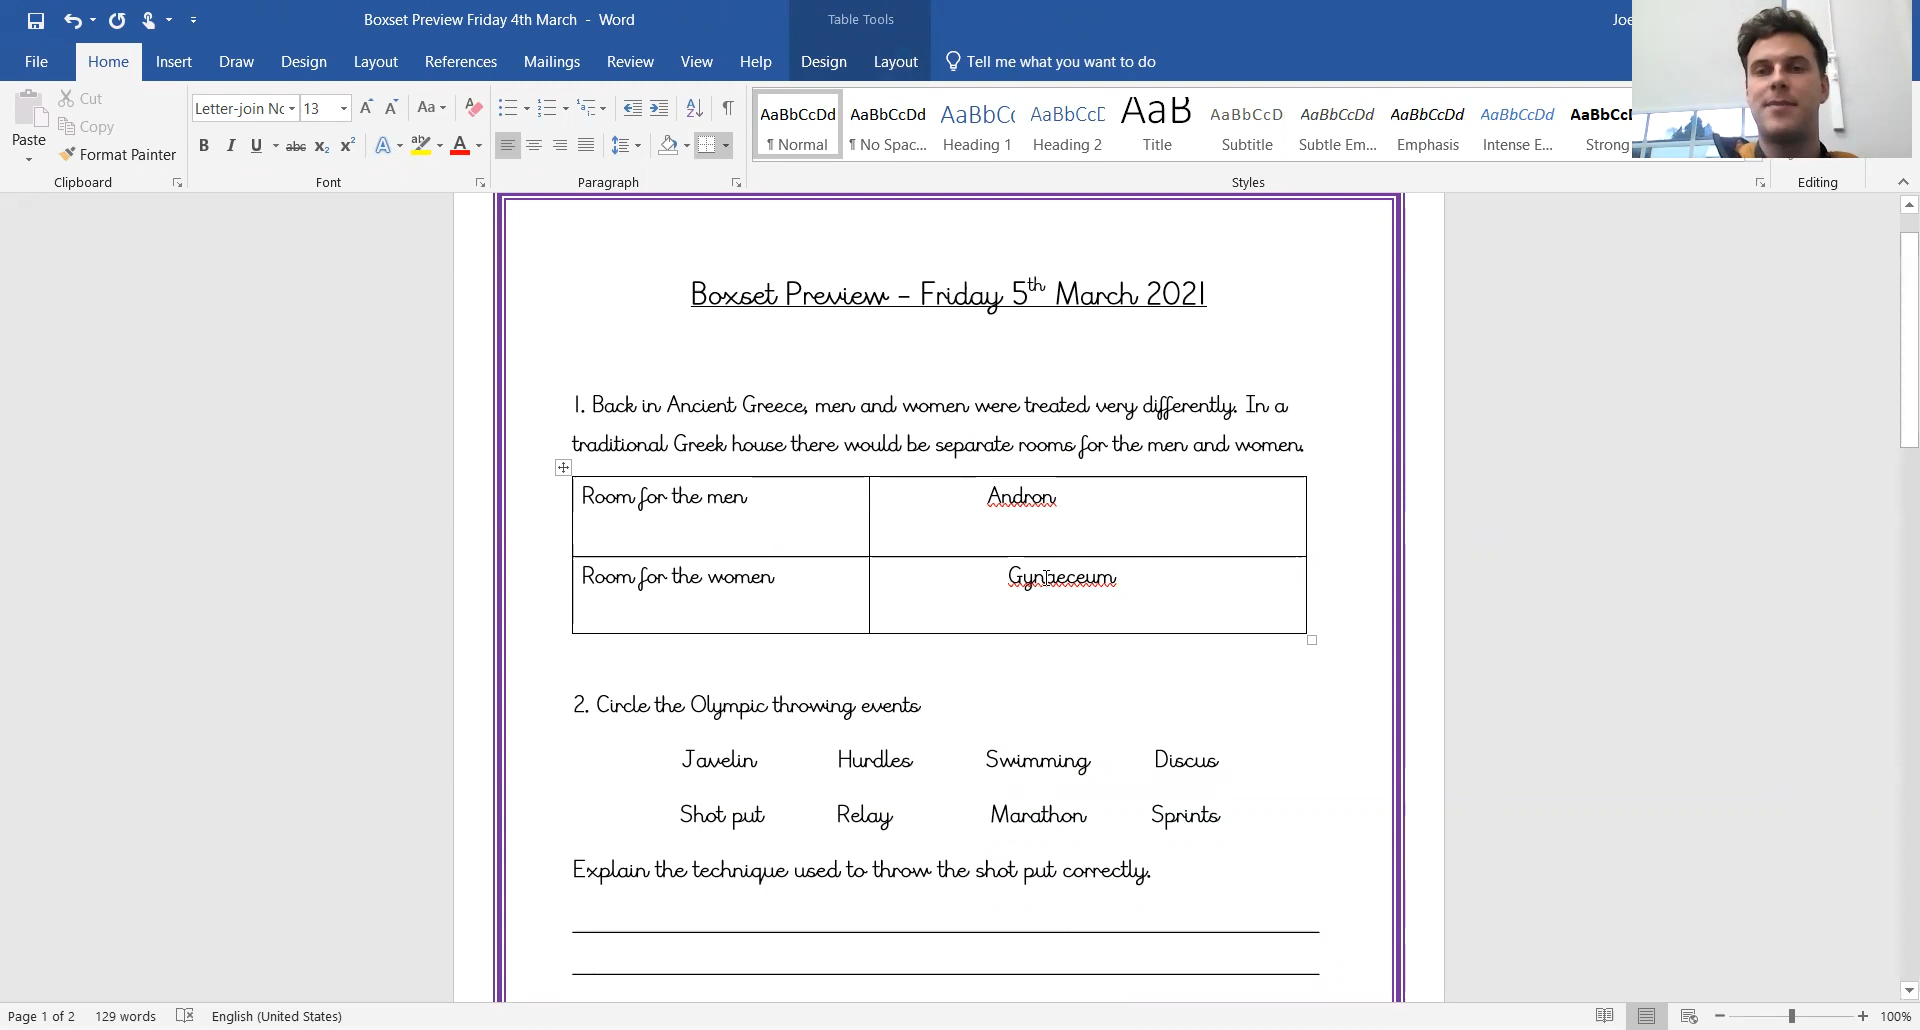 Boxset Preview Friday 4th March - Word
Table Tools
Joe
File Home Insert Draw Design Layout References Mailings Review View Help Design Layout Tell me what you want to do
Paste
Cut
Copy
Format Painter
Clipboard
Letter-join No 13 Aa
B I U abc x₂ x² A ab A
Font
Paragraph
AaBbCcDd AaBbCcDd AaBbCc AaBbCcD AaB AaBbCcD AaBbCcDd AaBbCcDd AaBbCcDd AaBbCcD
¶ Normal ¶ No Spac... Heading 1 Heading 2 Title Subtitle Subtle Em... Emphasis Intense E... Strong
Styles
Editing
Boxset Preview – Friday 5th March 2021
1. Back in Ancient Greece, men and women were treated very differently. In a
traditional Greek house there would be separate rooms for the men and women.
Room for the men Andron
Room for the women Gynaeceum
2. Circle the Olympic throwing events
Javelin Hurdles Swimming Discus
Shot put Relay Marathon Sprints
Explain the technique used to throw the shot put correctly.
Page 1 of 2 129 words English (United States) 100%